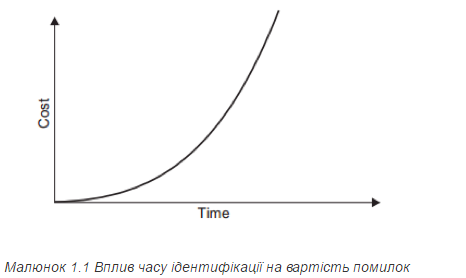 Cost
Time
Малюнок 1.1 Вплив часу ідентифікації на вартість помилок